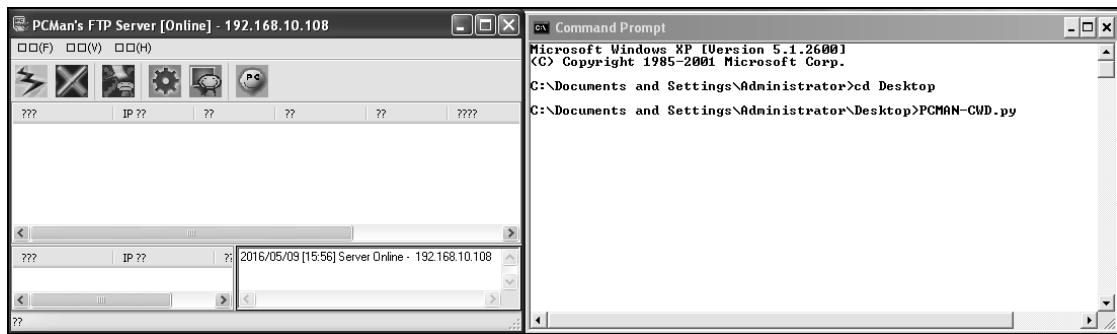 PCMan's FTP Server [Online] - 192.168.10.108
□□(F) □□(V) □□(H)
??? IP ?? ?? ?? ?? ????
??? IP ?? ??
2016/05/09 [15:56] Server Online - 192.168.10.108
??
Command Prompt
Microsoft Windows XP [Version 5.1.2600]
(C) Copyright 1985-2001 Microsoft Corp.
C:\Documents and Settings\Administrator>cd Desktop
C:\Documents and Settings\Administrator\Desktop>PCMAN-CWD.py